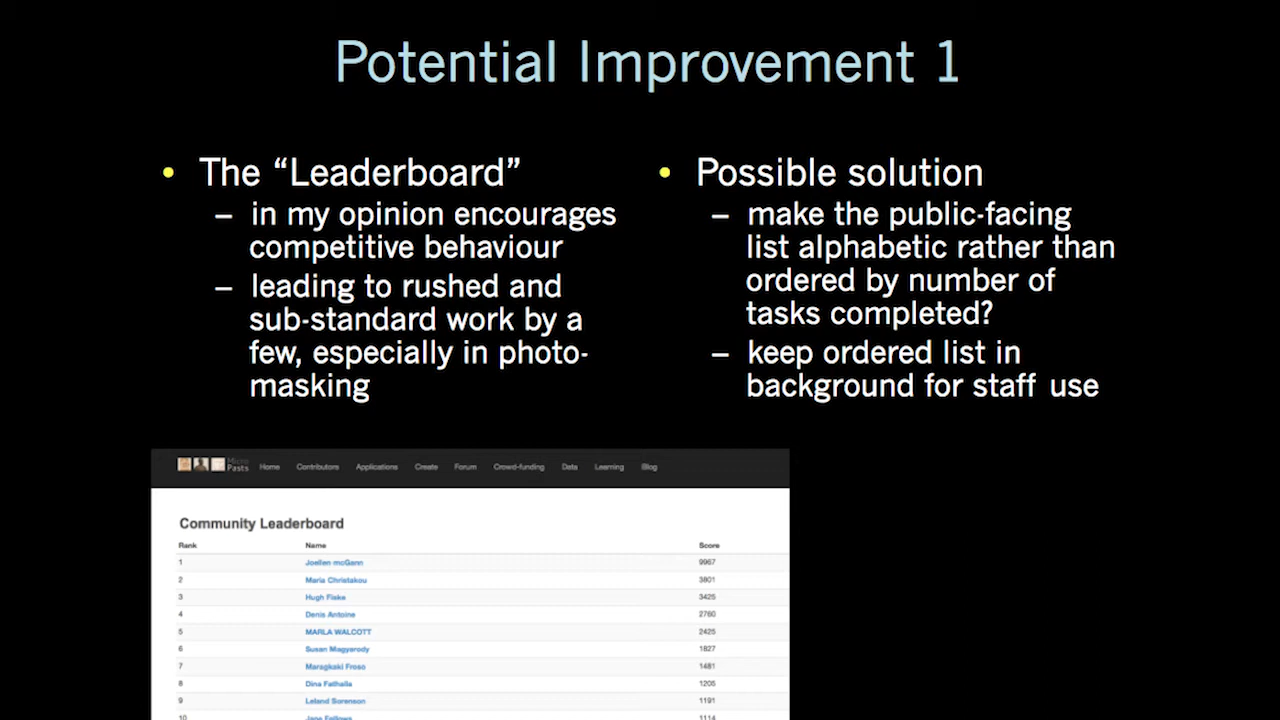 Potential Improvement 1
• The “Leaderboard”
– in my opinion encourages
competitive behaviour
– leading to rushed and
sub-standard work by a
few, especially in photo-
masking
• Possible solution
– make the public-facing
list alphabetic rather than
ordered by number of
tasks completed?
– keep ordered list in
background for staff use
Micro
Pasts
Home Contributors Applications Create Forum Crowd-funding Data Learning Blog
Community Leaderboard
Rank Name Score
1 Joellen mcGann 9967
2 Maria Christakou 3801
3 Hugh Fiske 3425
4 Denis Antoine 2760
5 MARLA WALCOTT 2425
6 Susan Magyarody 1827
7 Maragkaki Froso 1481
8 Dina Fathalla 1205
9 Leland Sorenson 1191
10 Jane Fellows 1114